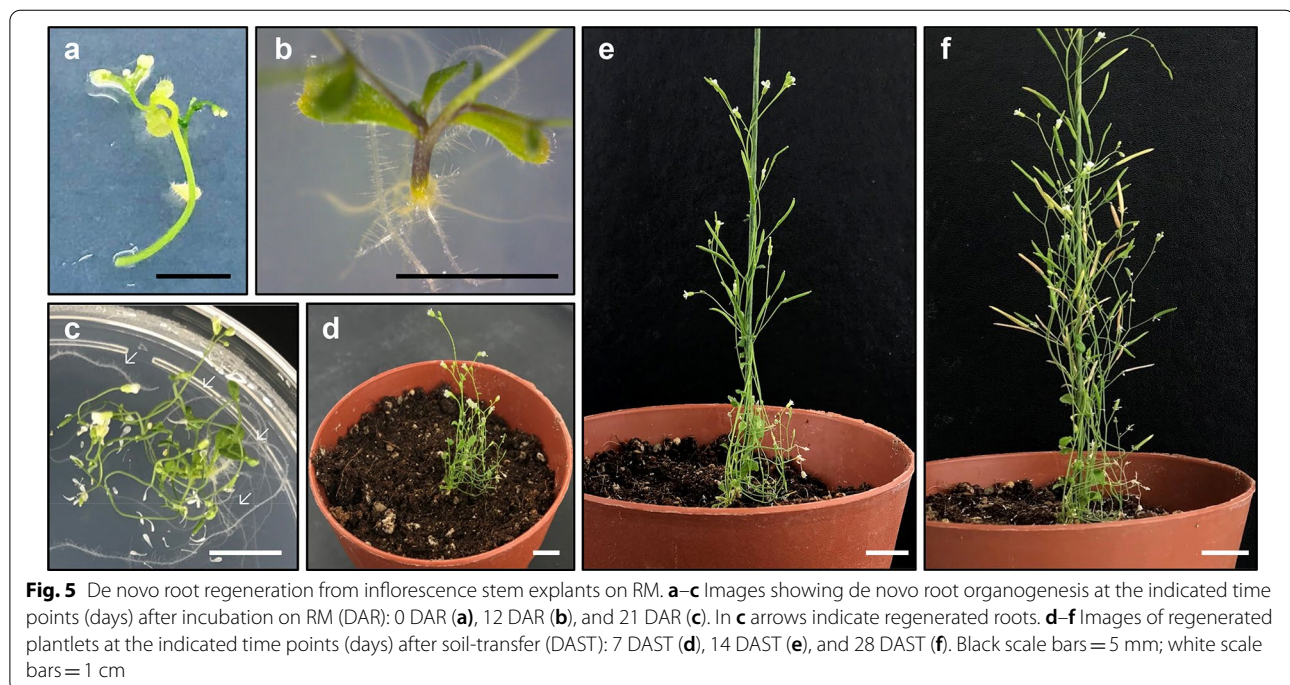 a
b
e
f
c
d
Fig. 5 De novo root regeneration from inflorescence stem explants on RM. a–c Images showing de novo root organogenesis at the indicated time
points (days) after incubation on RM (DAR): 0 DAR (a), 12 DAR (b), and 21 DAR (c). In c arrows indicate regenerated roots. d–f Images of regenerated
plantlets at the indicated time points (days) after soil-transfer (DAST): 7 DAST (d), 14 DAST (e), and 28 DAST (f). Black scale bars = 5 mm; white scale
bars = 1 cm